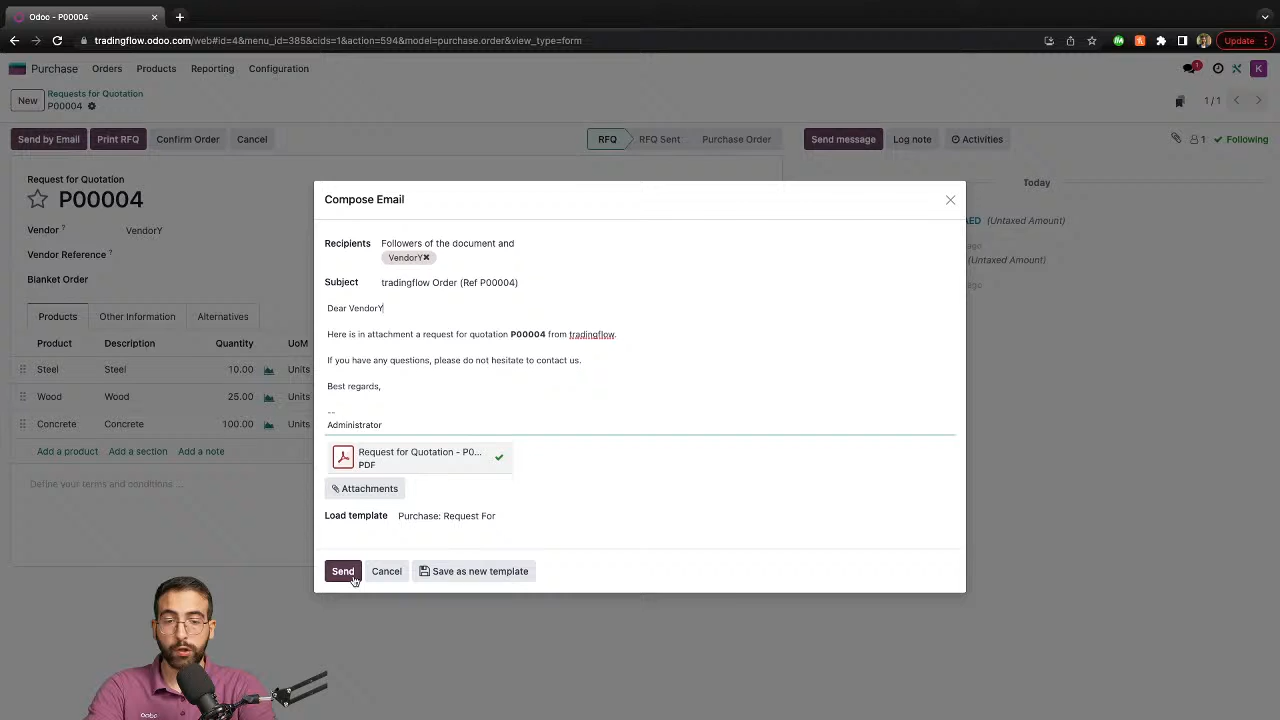 Odoo - P00004
tradingflow.odoo.com/web#id=4&menu_id=385&cids=1&action=594&model=purchase.order&view_type=form
Update
Purchase Orders Products Reporting Configuration
1 K
New
Requests for Quotation
P00004
1/1
Send by Email Print RFQ Confirm Order Cancel
RFQ RFQ Sent Purchase Order
Send message Log note Activities
1 Following
Request for Quotation
P00004
Vendor ? VendorY
Vendor Reference ?
Blanket Order
Products Other Information Alternatives
Product Description Quantity UoM
Steel Steel 10.00 Units
Wood Wood 25.00 Units
Concrete Concrete 100.00 Units
Add a product Add a section Add a note
Define your terms and conditions ...
Today
AED (Untaxed Amount)
ago
(Untaxed Amount)
ago
Compose Email
Recipients Followers of the document and
VendorY
Subject tradingflow Order (Ref P00004)
Dear VendorY
Here is in attachment a request for quotation P00004 from tradingflow.
If you have any questions, please do not hesitate to contact us.
Best regards,
--
Administrator
Request for Quotation - P0...
PDF
Attachments
Load template Purchase: Request For
Send Cancel Save as new template
odoo